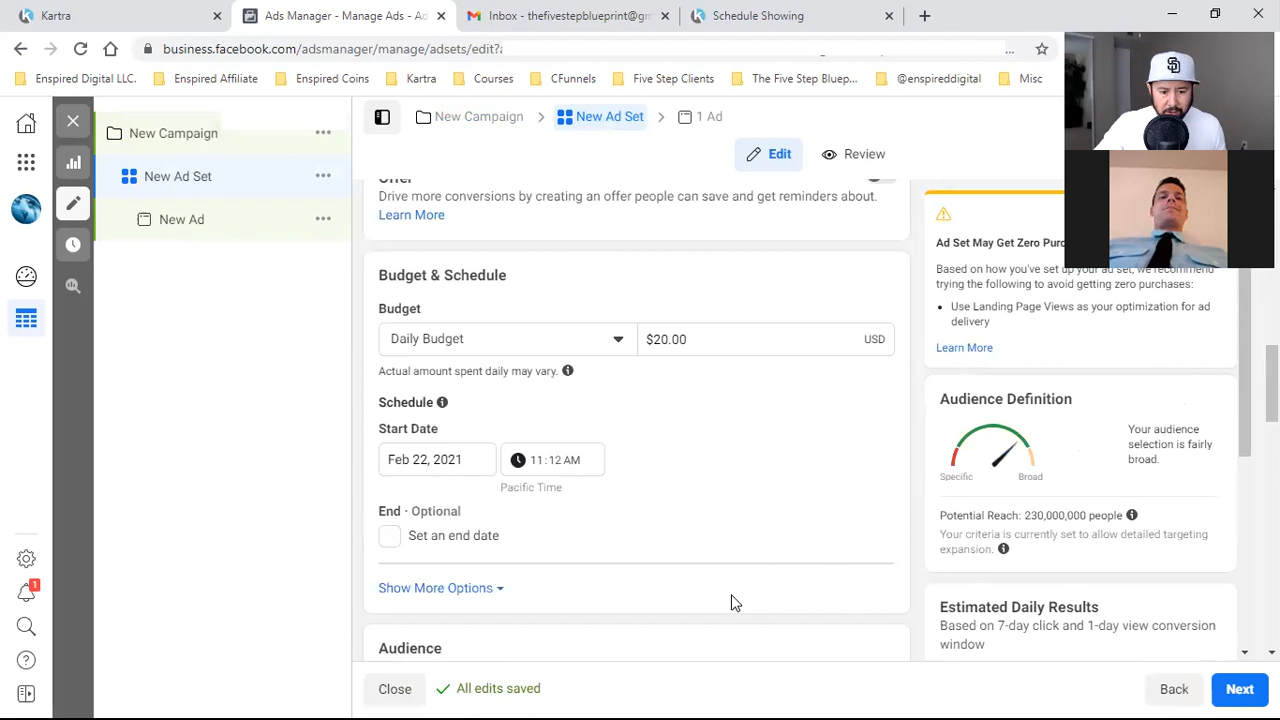 Kartra
Ads Manager - Manage Ads - Ad
Inbox - thefivestepblueprint@gm
Schedule Showing
business.facebook.com/adsmanager/manage/adsets/edit?
Enspired Digital LLC.
Enspired Affiliate
Enspired Coins
Kartra
Courses
CFunnels
Five Step Clients
The Five Step Bluep...
@enspireddigital
Misc
New Campaign
New Ad Set
New Ad
New Campaign
New Ad Set
1 Ad
Edit
Review
Offer
Drive more conversions by creating an offer people can save and get reminders about.
Learn More
Budget & Schedule
Budget
Daily Budget
$20.00
USD
Actual amount spent daily may vary.
Schedule
Start Date
Feb 22, 2021
11:12 AM
Pacific Time
End · Optional
Set an end date
Show More Options
Audience
Ad Set May Get Zero
Based on how you've set up your ad set, we recommend
trying the following to avoid getting zero purchases:
Use Landing Page Views as your optimization for ad
delivery
Learn More
Audience Definition
Your audience
selection is fairly
broad.
Specific
Broad
Potential Reach: 230,000,000 people
Your criteria is currently set to allow detailed targeting
expansion.
Estimated Daily Results
Based on 7-day click and 1-day view conversion
window
1
Close
All edits saved
Back
Next